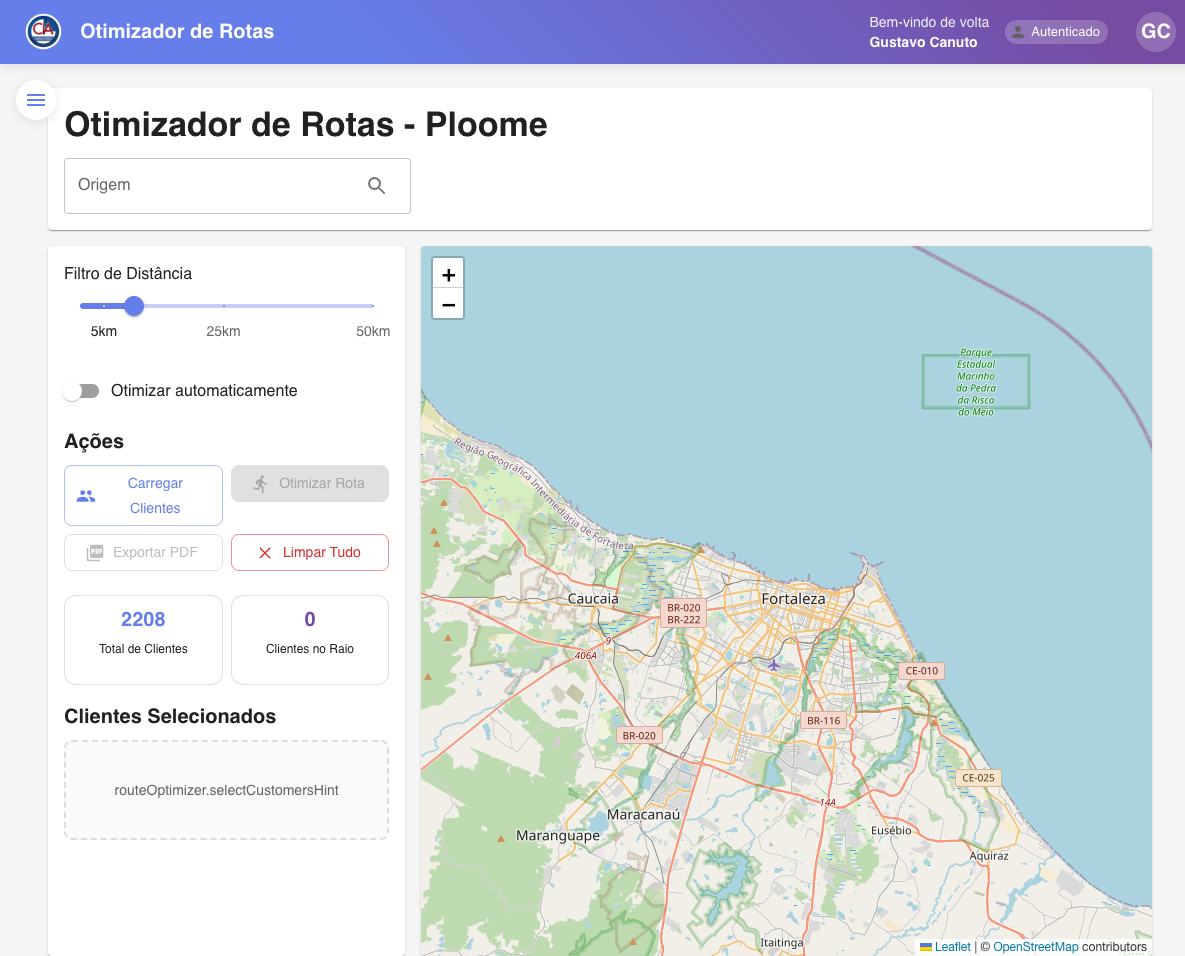 CA
Otimizador de Rotas
Bem-vindo de volta
Gustavo Canuto
Autenticado
GC
Otimizador de Rotas - Ploome
Origem
Filtro de Distância
5km
25km
50km
Otimizar automaticamente
Ações
Carregar
Clientes
Otimizar Rota
PDF
Exportar PDF
Limpar Tudo
2208
Total de Clientes
0
Clientes no Raio
Clientes Selecionados
routeOptimizer.selectCustomersHint
+
−
Parque
Estadual
Marinho
da Pedra
da Risca
do Meio
Região Geográfica Intermediária de Fortaleza
Caucaia
Fortaleza
BR-020
BR-222
9
406A
CE-010
BR-116
BR-020
CE-025
14A
Maracanaú
Maranguape
Eusébio
Aquiraz
Itaitinga
Leaflet | © OpenStreetMap contributors